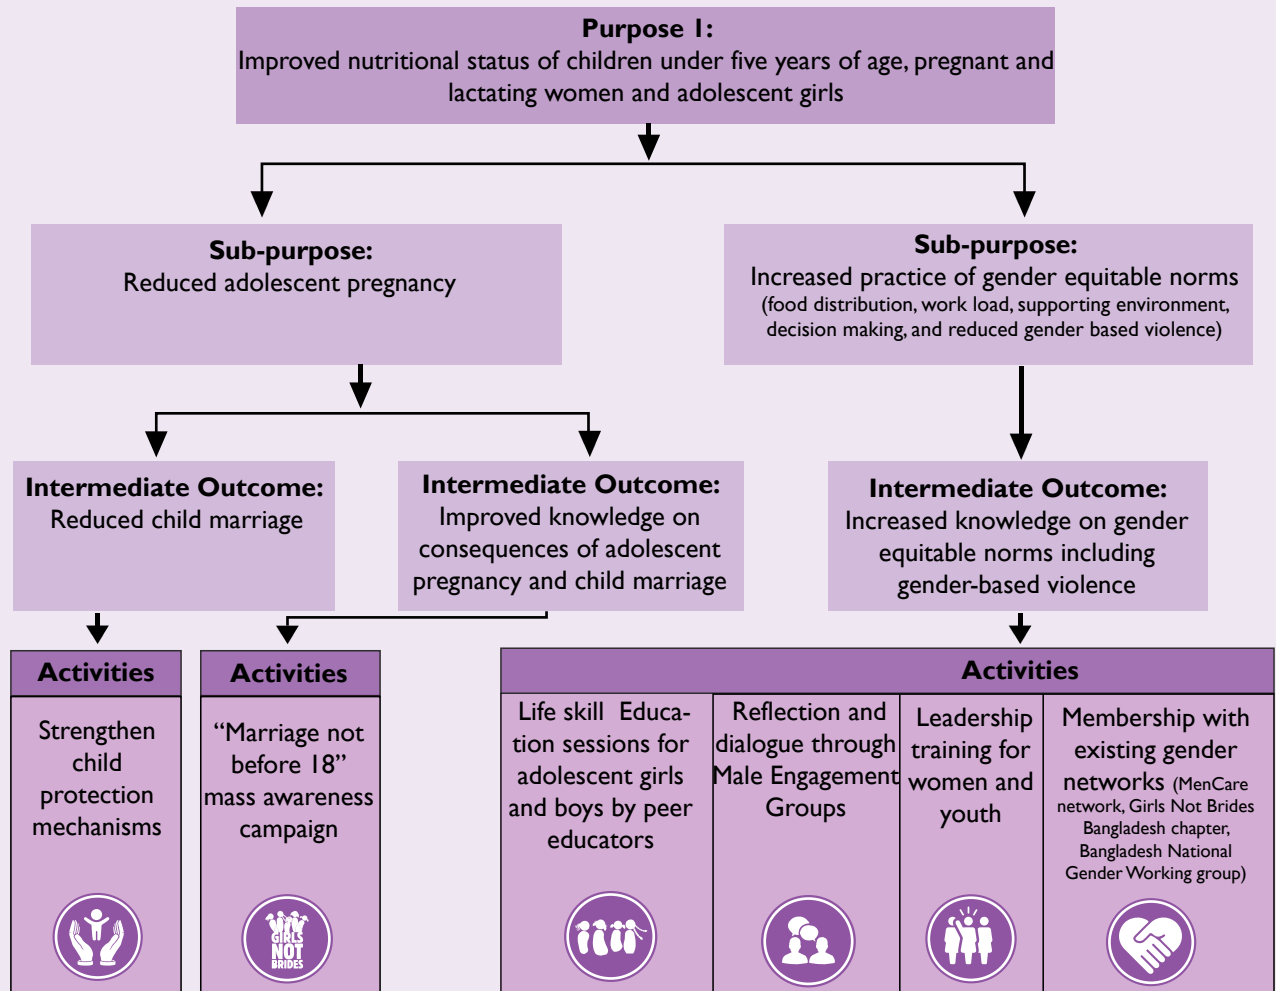 Purpose 1:
Improved nutritional status of children under five years of age, pregnant and
lactating women and adolescent girls
Sub-purpose:
Reduced adolescent pregnancy
Sub-purpose:
Increased practice of gender equitable norms
(food distribution, work load, supporting environment,
decision making, and reduced gender based violence)
Intermediate Outcome:
Reduced child marriage
Intermediate Outcome:
Improved knowledge on
consequences of adolescent
pregnancy and child marriage
Intermediate Outcome:
Increased knowledge on gender
equitable norms including
gender-based violence
Activities
Strengthen
child
protection
mechanisms
Activities
“Marriage not
before 18”
mass awareness
campaign
GIRLS
NOT
BRIDES
Activities
Life skill Educa-
tion sessions for
adolescent girls
and boys by peer
educators
Reflection and
dialogue through
Male Engagement
Groups
Leadership
training for
women and
youth
Membership with
existing gender
networks (MenCare
network, Girls Not Brides
Bangladesh chapter,
Bangladesh National
Gender Working group)